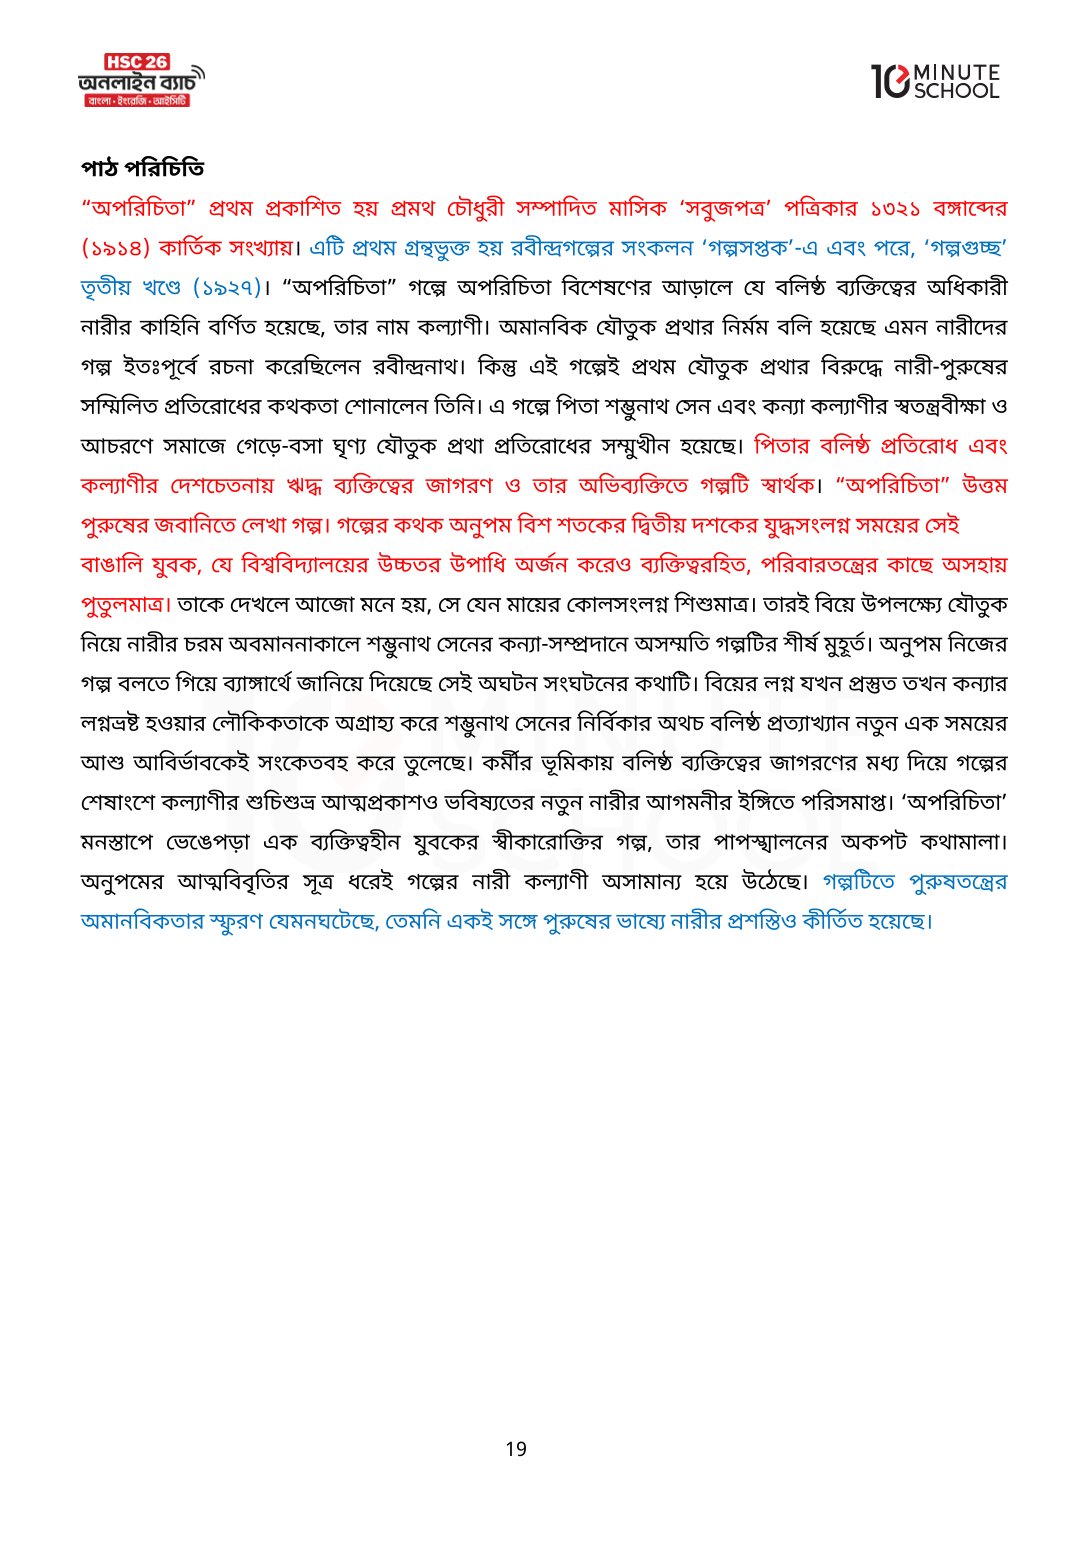 HSC 26
অনলাইন ব্যাচ
বাংলা • ইংরেজি • আইসিটি
10 MINUTE SCHOOL
পাঠ পরিচিতি
“অপরিচিতা” প্রথম প্রকাশিত হয় প্রমথ চৌধুরী সম্পাদিত মাসিক ‘সবুজপত্র’ পত্রিকার ১৩২১ বঙ্গাব্দের
(১৯১৪) কার্তিক সংখ্যায়। এটি প্রথম গ্রন্থভুক্ত হয় রবীন্দ্রগল্পের সংকলন ‘গল্পসপ্তক’-এ এবং পরে, ‘গল্পগুচ্ছ’
তৃতীয় খণ্ডে (১৯২৭)। “অপরিচিতা” গল্পে অপরিচিতা বিশেষণের আড়ালে যে বলিষ্ঠ ব্যক্তিত্বের অধিকারী
নারীর কাহিনি বর্ণিত হয়েছে, তার নাম কল্যাণী। অমানবিক যৌতুক প্রথার নির্মম বলি হয়েছে এমন নারীদের
গল্প ইতঃপূর্বে রচনা করেছিলেন রবীন্দ্রনাথ। কিন্তু এই গল্পেই প্রথম যৌতুক প্রথার বিরুদ্ধে নারী-পুরুষের
সম্মিলিত প্রতিরোধের কথকতা শোনালেন তিনি। এ গল্পে পিতা শম্ভুনাথ সেন এবং কন্যা কল্যাণীর স্বতন্ত্রবীক্ষা ও
আচরণে সমাজে গেড়ে-বসা ঘৃণ্য যৌতুক প্রথা প্রতিরোধের সম্মুখীন হয়েছে। পিতার বলিষ্ঠ প্রতিরোধ এবং
কল্যাণীর দেশচেতনায় ঋদ্ধ ব্যক্তিত্বের জাগরণ ও তার অভিব্যক্তিতে গল্পটি স্বার্থক। “অপরিচিতা” উত্তম
পুরুষের জবানিতে লেখা গল্প। গল্পের কথক অনুপম বিশ শতকের দ্বিতীয় দশকের যুদ্ধসংলগ্ন সময়ের সেই
বাঙালি যুবক, যে বিশ্ববিদ্যালয়ের উচ্চতর উপাধি অর্জন করেও ব্যক্তিত্বরহিত, পরিবারতন্ত্রের কাছে অসহায়
পুতুলমাত্র। তাকে দেখলে আজো মনে হয়, সে যেন মায়ের কোলসংলগ্ন শিশুমাত্র। তারই বিয়ে উপলক্ষ্যে যৌতুক
নিয়ে নারীর চরম অবমাননাকালে শম্ভুনাথ সেনের কন্যা-সম্প্রদানে অসম্মতি গল্পটির শীর্ষ মুহূর্ত। অনুপম নিজের
গল্প বলতে গিয়ে ব্যাঙ্গার্থে জানিয়ে দিয়েছে সেই অঘটন সংঘটনের কথাটি। বিয়ের লগ্ন যখন প্রস্তুত তখন কন্যার
লগ্নভ্রষ্ট হওয়ার লৌকিকতাকে অগ্রাহ্য করে শম্ভুনাথ সেনের নির্বিকার অথচ বলিষ্ঠ প্রত্যাখ্যান নতুন এক সময়ের
আশু আবির্ভাবকেই সংকেতবহ করে তুলেছে। কর্মীর ভূমিকায় বলিষ্ঠ ব্যক্তিত্বের জাগরণের মধ্য দিয়ে গল্পের
শেষাংশে কল্যাণীর শুচিশুভ্র আত্মপ্রকাশও ভবিষ্যতের নতুন নারীর আগমনীর ইঙ্গিতে পরিসমাপ্ত। ‘অপরিচিতা’
মনস্তাপে ভেঙেপড়া এক ব্যক্তিত্বহীন যুবকের স্বীকারোক্তির গল্প, তার পাপস্খালনের অকপট কথামালা।
অনুপমের আত্মবিবৃতির সূত্র ধরেই গল্পের নারী কল্যাণী অসামান্য হয়ে উঠেছে। গল্পটিতে পুরুষতন্ত্রের
অমানবিকতার স্ফুরণ যেমনঘটেছে, তেমনি একই সঙ্গে পুরুষের ভাষ্যে নারীর প্রশস্তিও কীর্তিত হয়েছে।
19